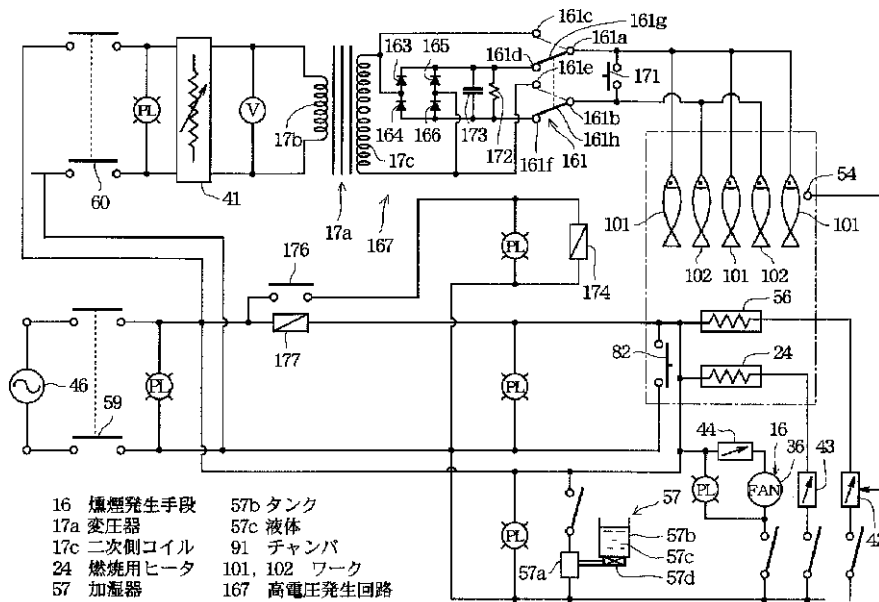 161c
161g
163
165
161a
161d
161e
171
PL
V
17b
164
166
173
172
17c
161b
161h
161f
161
54
60
41
17a
167
101
102
101
102
101
176
PL
174
56
177
82
24
46
PL
PL
59
44
16
36
43
PL
FAN
42
16 燻煙発生手段
17a 変圧器
17c 二次側コイル
24 燃焼用ヒータ
57 加湿器
57b タンク
57c 液体
91 チャンバ
101, 102 ワーク
167 高電圧発生回路
PL
57
57b
57c
57a
57d